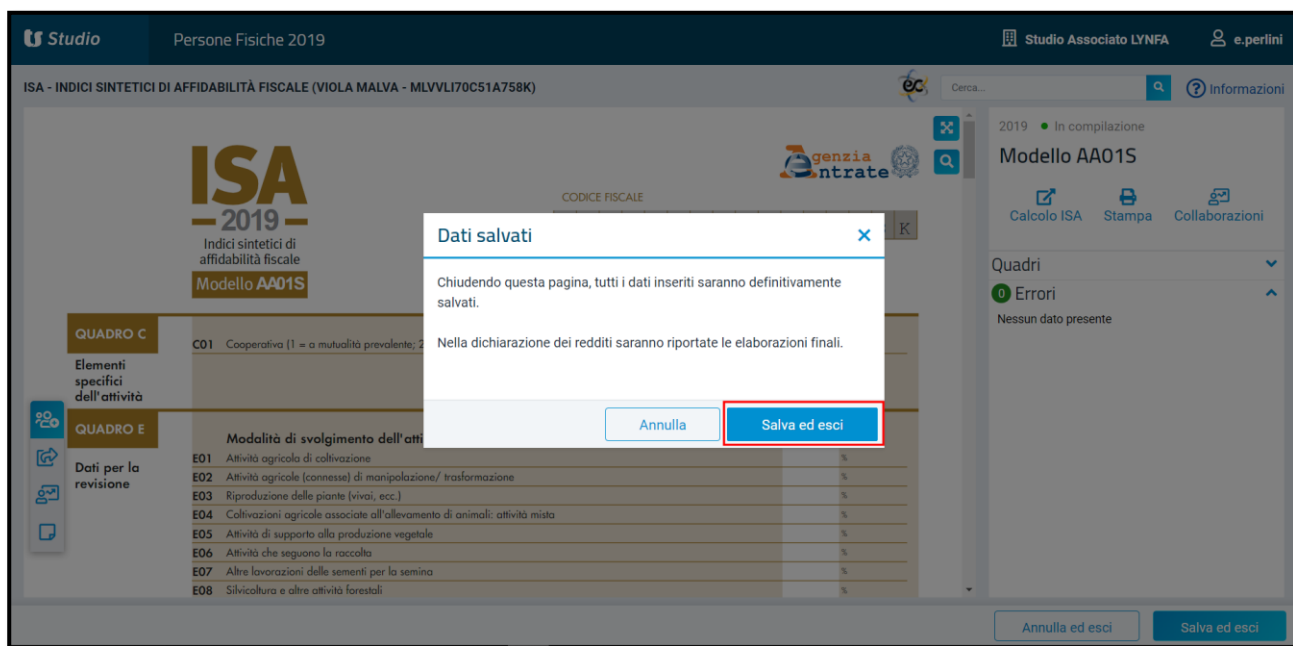 Studio
Persone Fisiche 2019
Studio Associato LYNFA
e.perlini
ISA - INDICI SINTETICI DI AFFIDABILITÀ FISCALE (VIOLA MALVA - MLVVLI70C51A758K)
ec
Cerca...
Informazioni
ISA
2019
Indici sintetici di
affidabilità fiscale
Modello AA01S
CODICE FISCALE
K
Agenzia
Entrate
2019 In compilazione
Modello AA01S
Calcolo ISA
Stampa
Collaborazioni
Quadri
0 Errori
Nessun dato presente
Dati salvati
Chiudendo questa pagina, tutti i dati inseriti saranno definitivamente
salvati.
Nella dichiarazione dei redditi saranno riportate le elaborazioni finali.
Annulla
Salva ed esci
QUADRO C
Elementi
specifici
dell'attività
C01 Cooperativa (1 = a mutualità prevalente; 2
QUADRO E
Dati per la
revisione
Modalità di svolgimento dell'atti
E01 Attività agricola di coltivazione %
E02 Attività agricole (connesse) di manipolazione/ trasformazione %
E03 Riproduzione delle piante (vivai, ecc.) %
E04 Coltivazioni agricole associate all'allevamento di animali: attività mista %
E05 Attività di supporto alla produzione vegetale %
E06 Attività che seguono la raccolta %
E07 Altre lavorazioni delle sementi per la semina %
E08 Silvicoltura e altre attività forestali %
Annulla ed esci
Salva ed esci